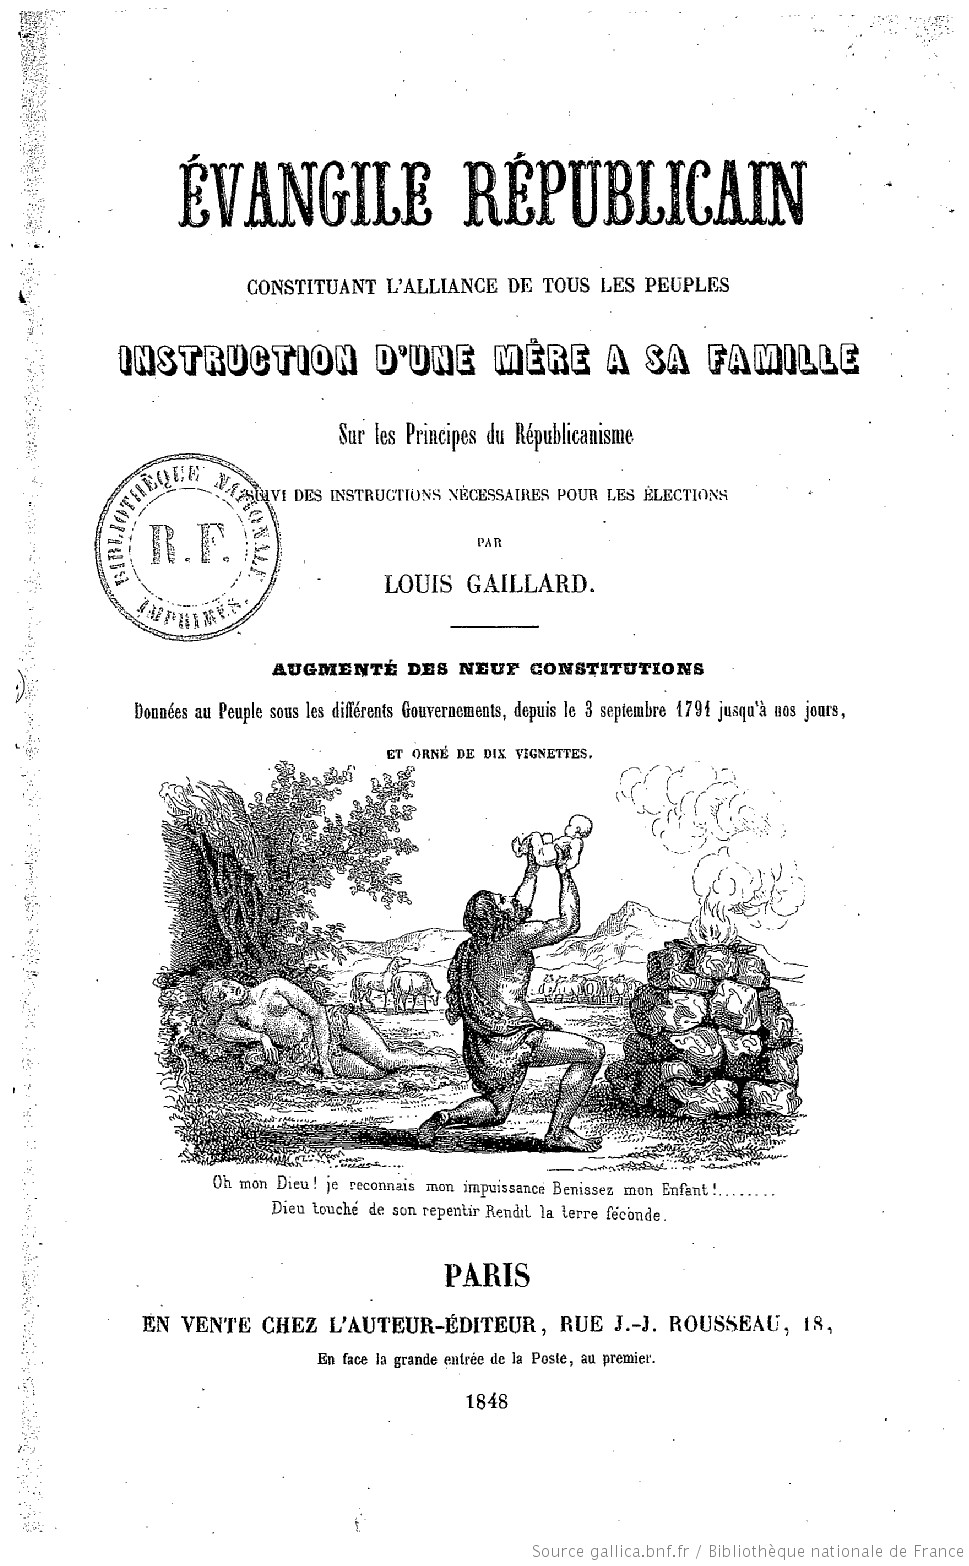 ÉVANGILE RÉPUBLICAIN
CONSTITUANT L'ALLIANCE DE TOUS LES PEUPLES
INSTRUCTION D'UNE MÈRE A SA FAMILLE
Sur les Principes du Républicanisme
SUIVI DES INSTRUCTIONS NÉCESSAIRES POUR LES ÉLECTIONS
PAR
LOUIS GAILLARD.
BIBLIOTHÈQUE NATIONALE
R.F.
IMPRIMÉS.
AUGMENTÉ DES NEUF CONSTITUTIONS
Données au Peuple sous les différents Gouvernements, depuis le 3 septembre 1791 jusqu'à nos jours,
ET ORNÉ DE DIX VIGNETTES.
Oh mon Dieu ! je reconnais mon impuissance Benissez mon Enfant !........
Dieu touché de son repentir Rendit la terre féconde.
PARIS
EN VENTE CHEZ L'AUTEUR-ÉDITEUR, RUE J.-J. ROUSSEAU, 18,
En face la grande entrée de la Poste, au premier.
1848
Source gallica.bnf.fr / Bibliothèque nationale de France